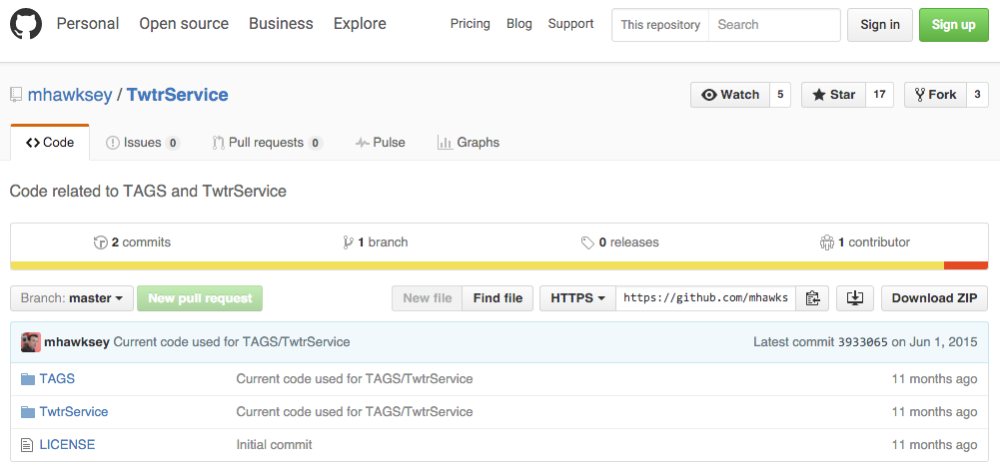 Personal Open source Business Explore Pricing Blog Support This repository Search Sign in Sign up
mhawksey / TwtrService Watch 5 Star 17 Fork 3
Code Issues 0 Pull requests 0 Pulse Graphs
Code related to TAGS and TwtrService
2 commits 1 branch 0 releases 1 contributor
Branch: master New pull request New file Find file HTTPS https://github.com/mhawks Download ZIP
mhawksey Current code used for TAGS/TwtrService Latest commit 3933065 on Jun 1, 2015
TAGS Current code used for TAGS/TwtrService 11 months ago
TwtrService Current code used for TAGS/TwtrService 11 months ago
LICENSE Initial commit 11 months ago